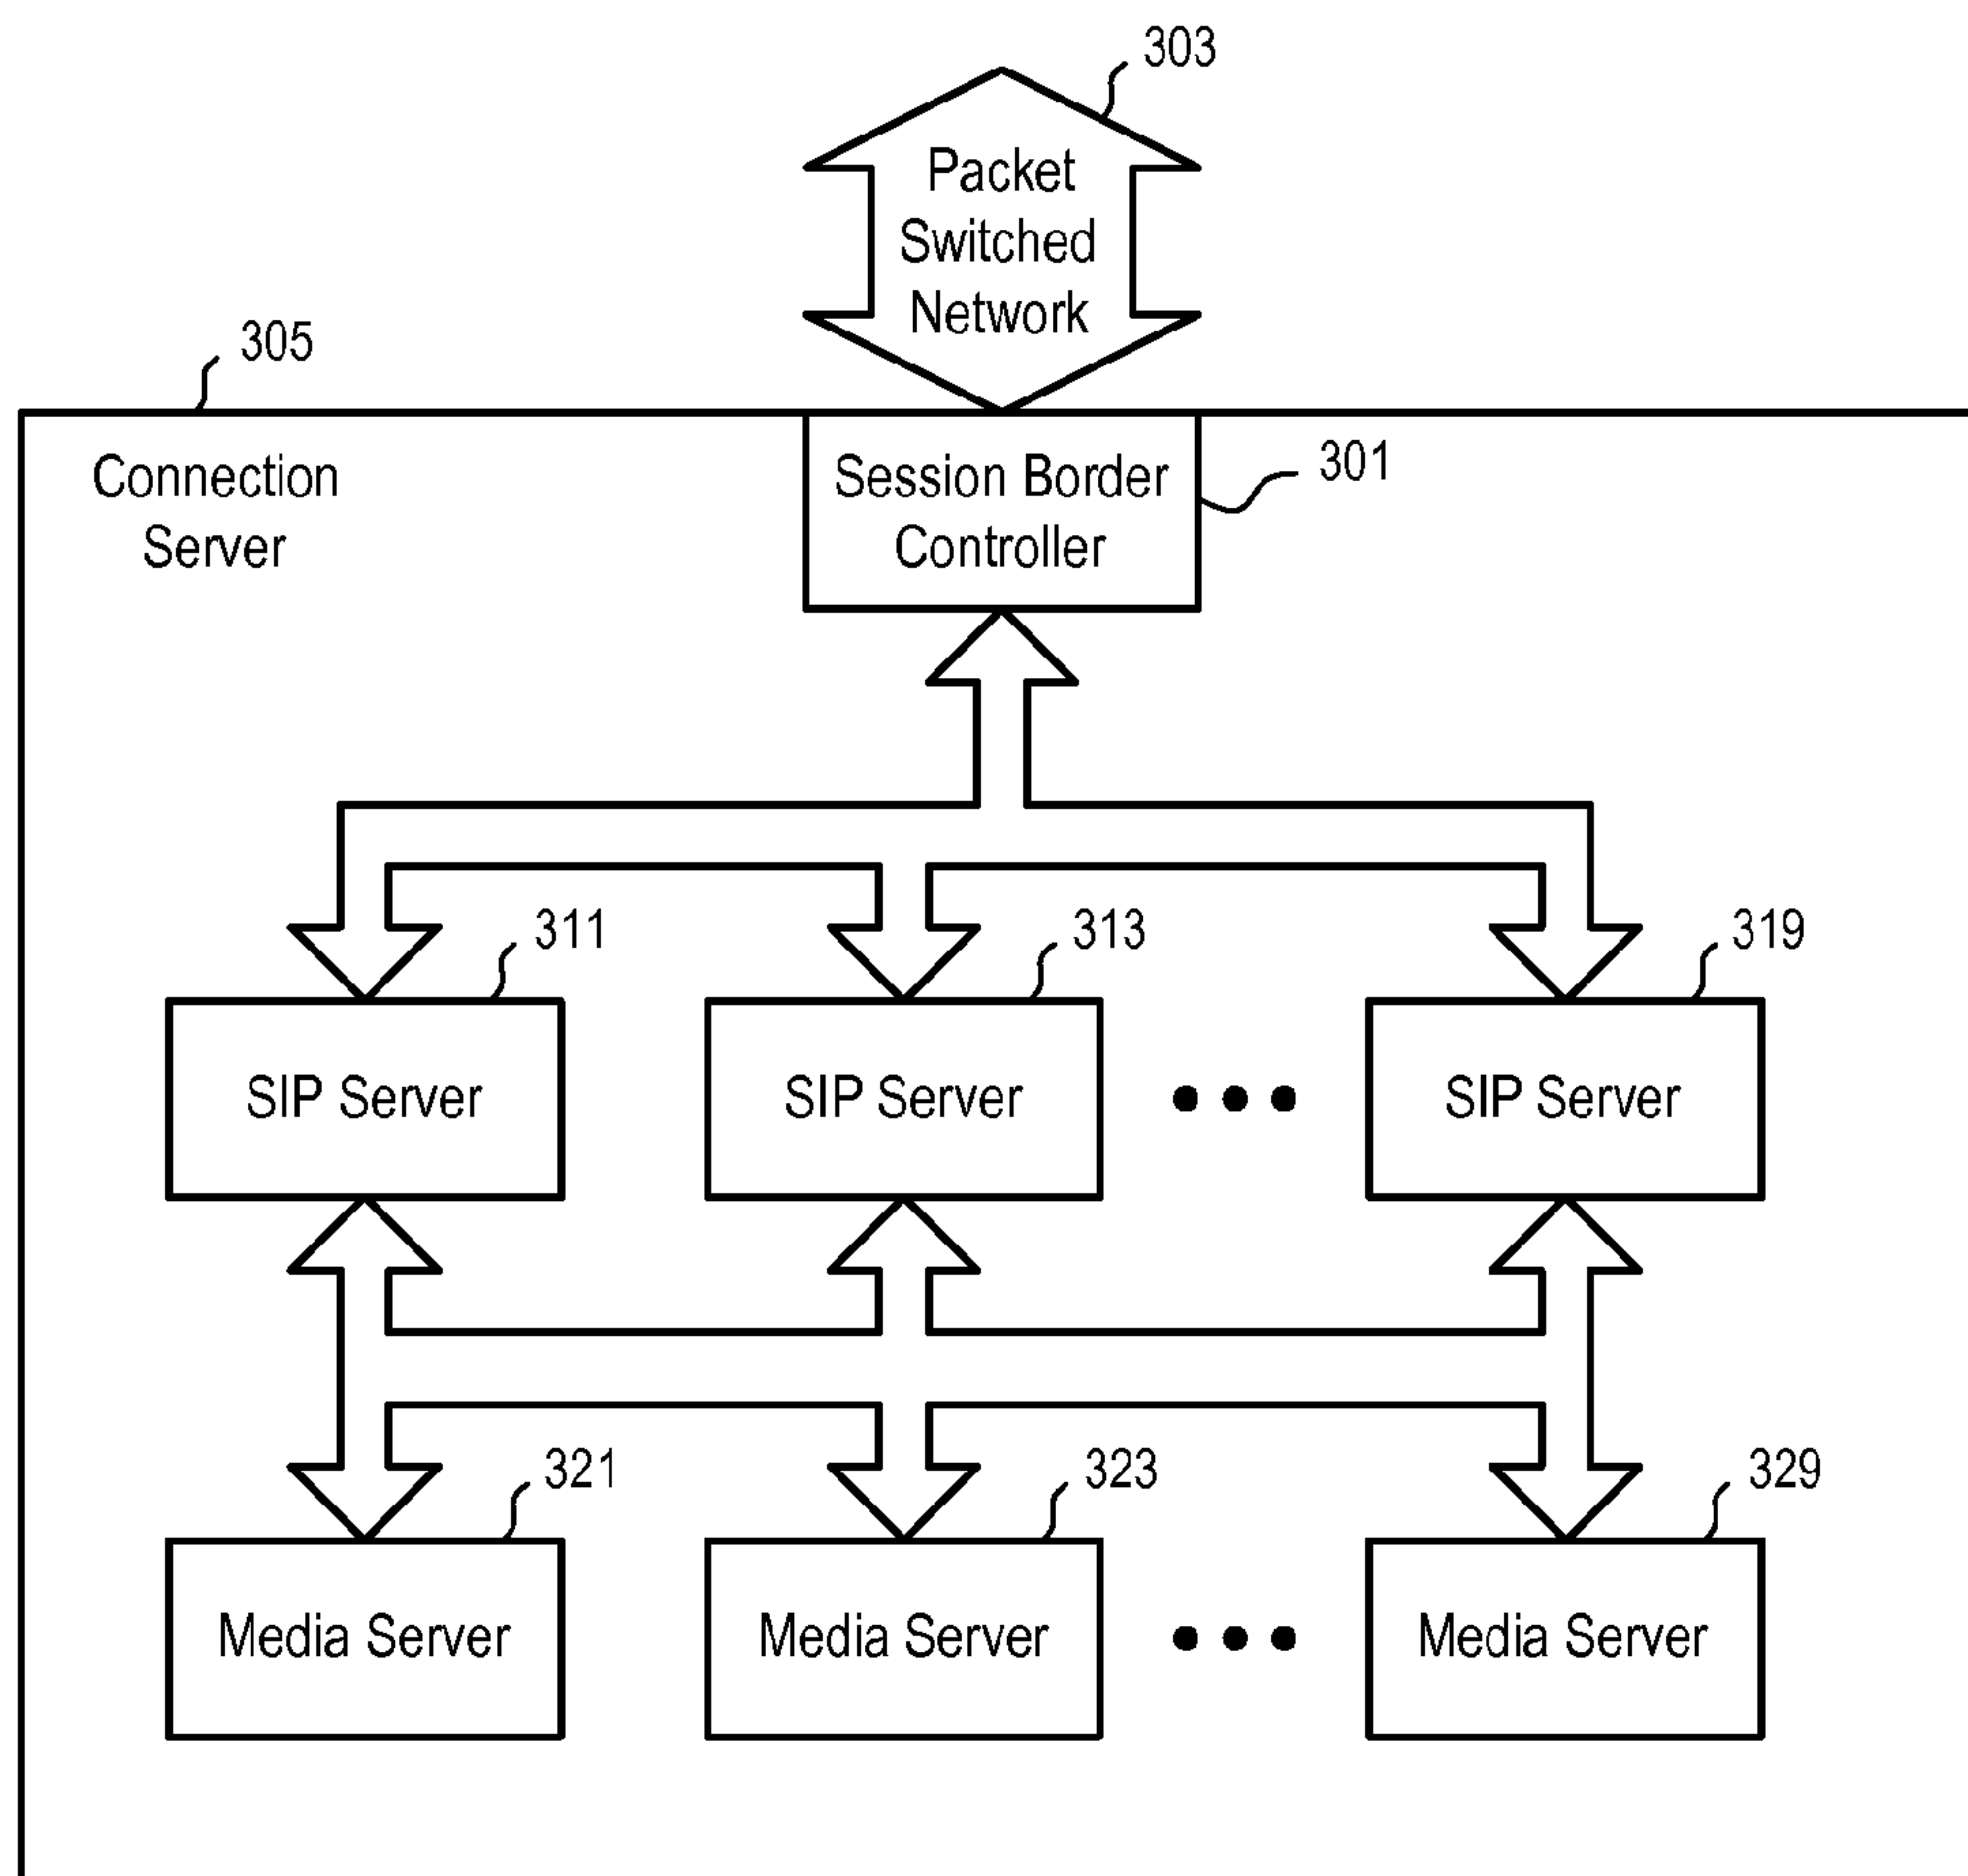 303
Packet
Switched
Network
305
Connection
Server
Session Border
Controller
301
311
313
319
SIP Server
SIP Server
SIP Server
321
323
329
Media Server
Media Server
Media Server